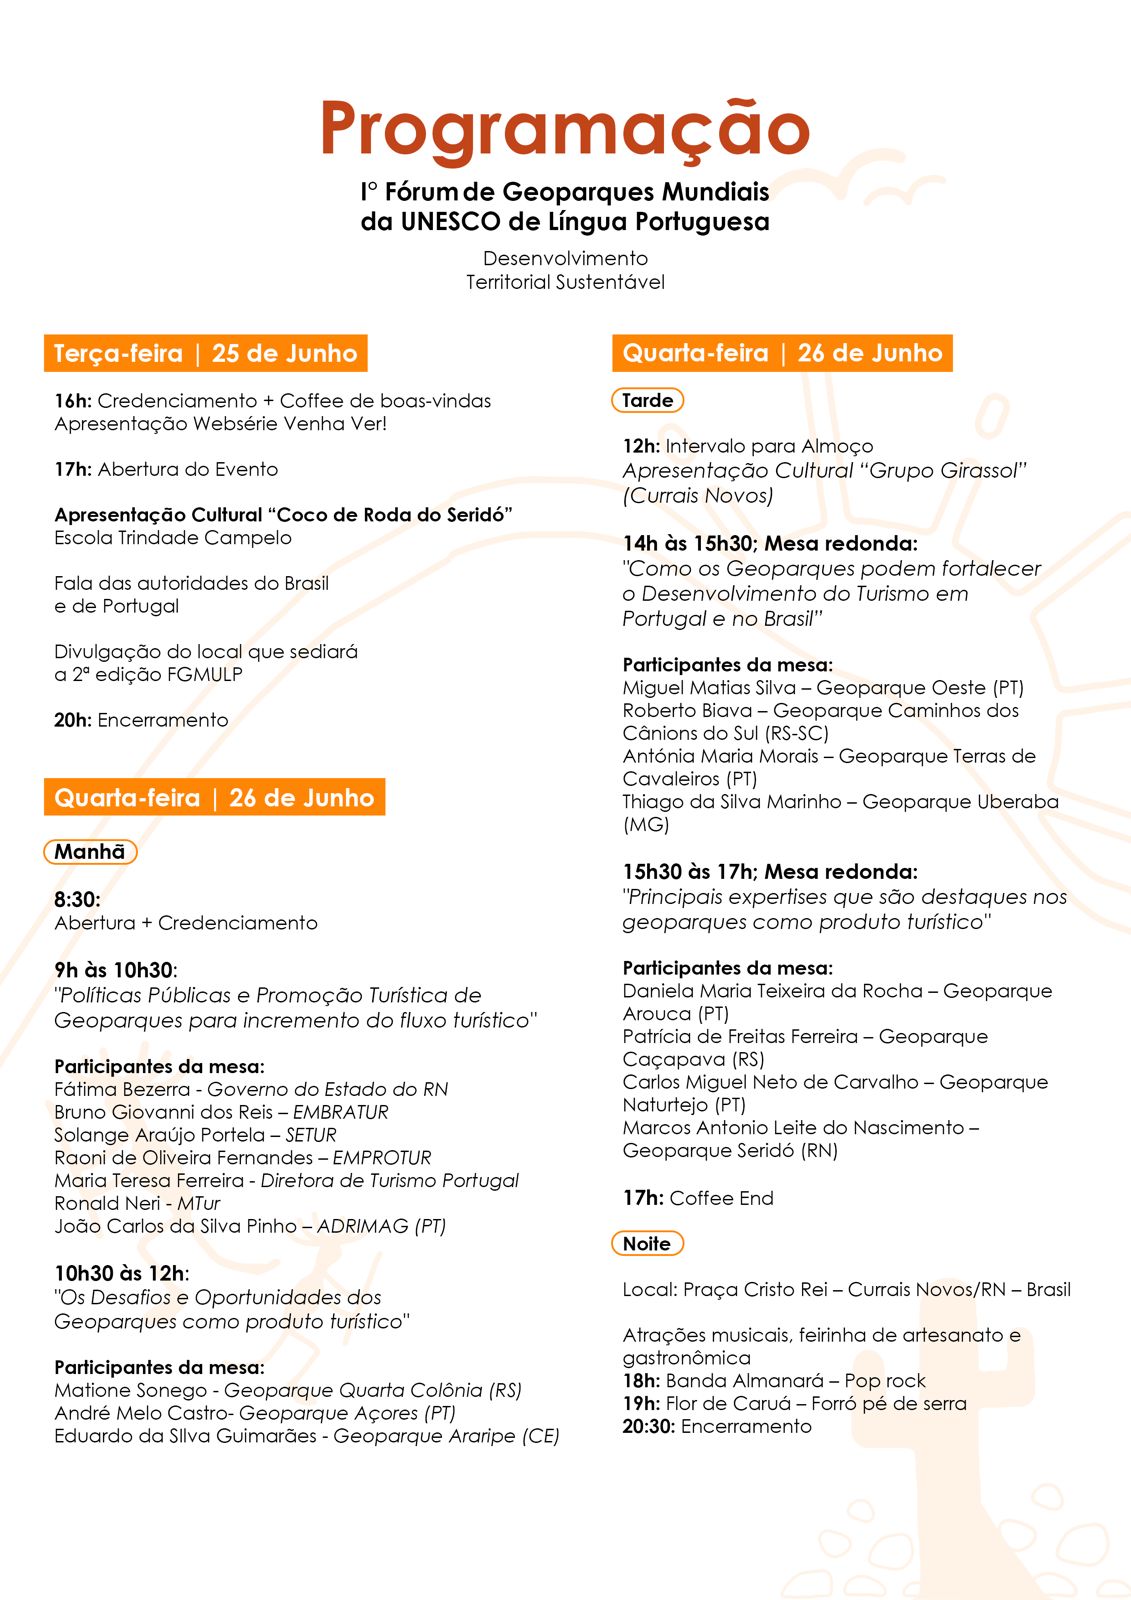 Programação
I° Fórum de Geoparques Mundiais
da UNESCO de Língua Portuguesa
Desenvolvimento
Territorial Sustentável
Terça-feira | 25 de Junho
16h: Credenciamento + Coffee de boas-vindas
Apresentação Websérie Venha Ver!
17h: Abertura do Evento
Apresentação Cultural “Coco de Roda do Seridó”
Escola Trindade Campelo
Fala das autoridades do Brasil
e de Portugal
Divulgação do local que sediará
a 2ª edição FGMULP
20h: Encerramento
Quarta-feira | 26 de Junho
Manhã
8:30:
Abertura + Credenciamento
9h às 10h30:
"Políticas Públicas e Promoção Turística de
Geoparques para incremento do fluxo turístico"
Participantes da mesa:
Fátima Bezerra - Governo do Estado do RN
Bruno Giovanni dos Reis – EMBRATUR
Solange Araújo Portela – SETUR
Raoni de Oliveira Fernandes – EMPROTUR
Maria Teresa Ferreira - Diretora de Turismo Portugal
Ronald Neri - MTur
João Carlos da Silva Pinho – ADRIMAG (PT)
10h30 às 12h:
"Os Desafios e Oportunidades dos
Geoparques como produto turístico"
Participantes da mesa:
Matione Sonego - Geoparque Quarta Colônia (RS)
André Melo Castro- Geoparque Açores (PT)
Eduardo da SIlva Guimarães - Geoparque Araripe (CE)
Quarta-feira | 26 de Junho
Tarde
12h: Intervalo para Almoço
Apresentação Cultural “Grupo Girassol”
(Currais Novos)
14h às 15h30; Mesa redonda:
"Como os Geoparques podem fortalecer
o Desenvolvimento do Turismo em
Portugal e no Brasil”
Participantes da mesa:
Miguel Matias Silva – Geoparque Oeste (PT)
Roberto Biava – Geoparque Caminhos dos
Cânions do Sul (RS-SC)
Antónia Maria Morais – Geoparque Terras de
Cavaleiros (PT)
Thiago da Silva Marinho – Geoparque Uberaba
(MG)
15h30 às 17h; Mesa redonda:
"Principais expertises que são destaques nos
geoparques como produto turístico"
Participantes da mesa:
Daniela Maria Teixeira da Rocha – Geoparque
Arouca (PT)
Patrícia de Freitas Ferreira – Geoparque
Caçapava (RS)
Carlos Miguel Neto de Carvalho – Geoparque
Naturtejo (PT)
Marcos Antonio Leite do Nascimento –
Geoparque Seridó (RN)
17h: Coffee End
Noite
Local: Praça Cristo Rei – Currais Novos/RN – Brasil
Atrações musicais, feirinha de artesanato e
gastronômica
18h: Banda Almanará – Pop rock
19h: Flor de Caruá – Forró pé de serra
20:30: Encerramento